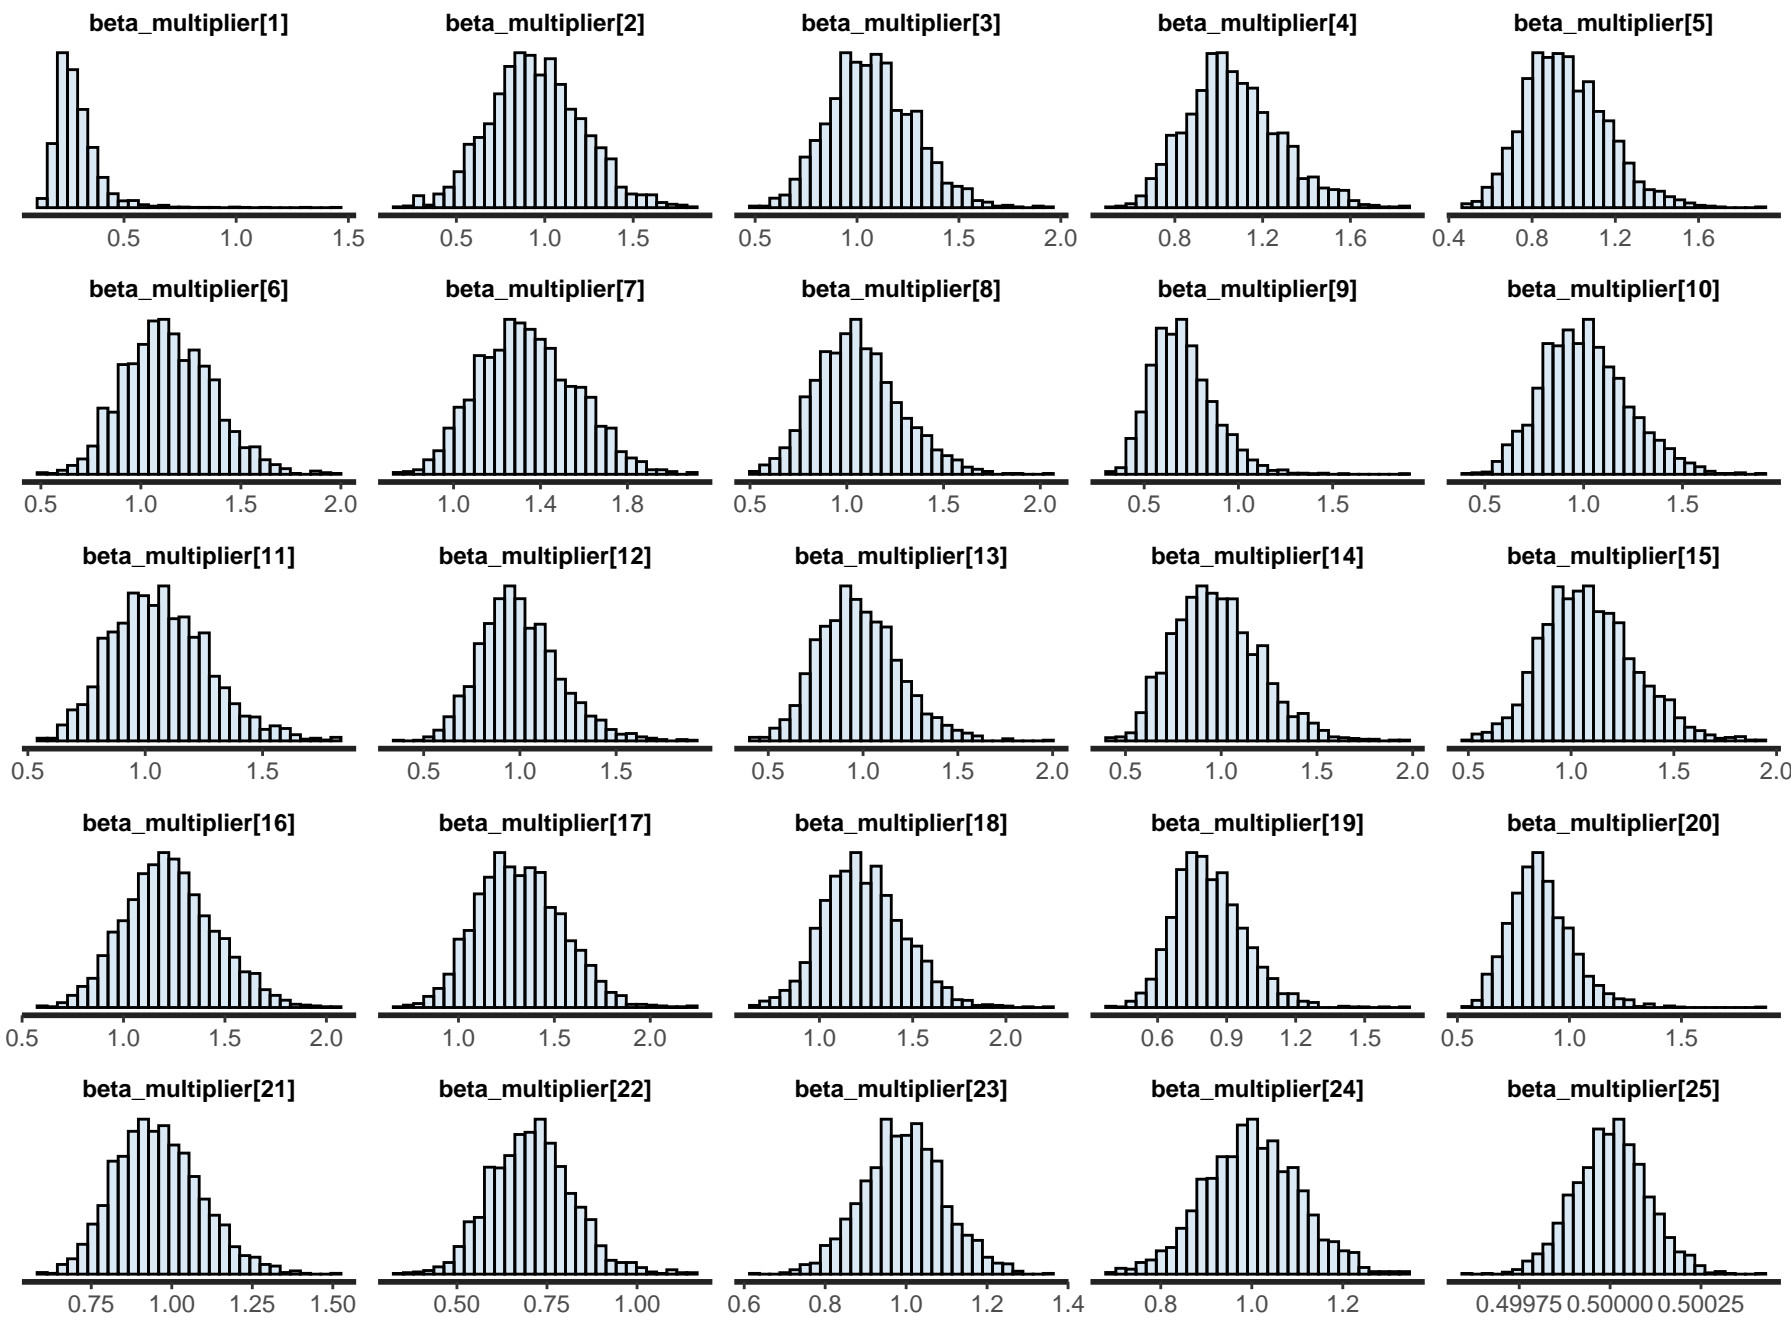 beta_multiplier[1] beta_multiplier[2] beta_multiplier[3] beta_multiplier[4] beta_multiplier[5]
0.5 1.0 1.5 0.5 1.0 1.5 0.5 1.0 1.5 2.0 0.8 1.2 1.6 0.4 0.8 1.2 1.6
beta_multiplier[6] beta_multiplier[7] beta_multiplier[8] beta_multiplier[9] beta_multiplier[10]
0.5 1.0 1.5 2.0 1.0 1.4 1.8 0.5 1.0 1.5 2.0 0.5 1.0 1.5 0.5 1.0 1.5
beta_multiplier[11] beta_multiplier[12] beta_multiplier[13] beta_multiplier[14] beta_multiplier[15]
0.5 1.0 1.5 0.5 1.0 1.5 0.5 1.0 1.5 2.0 0.5 1.0 1.5 2.0 0.5 1.0 1.5 2.0
beta_multiplier[16] beta_multiplier[17] beta_multiplier[18] beta_multiplier[19] beta_multiplier[20]
0.5 1.0 1.5 2.0 1.0 1.5 2.0 1.0 1.5 2.0 0.6 0.9 1.2 1.5 0.5 1.0 1.5
beta_multiplier[21] beta_multiplier[22] beta_multiplier[23] beta_multiplier[24] beta_multiplier[25]
0.75 1.00 1.25 1.50 0.50 0.75 1.00 0.6 0.8 1.0 1.2 1.4 0.8 1.0 1.2 0.49975 0.50000 0.50025